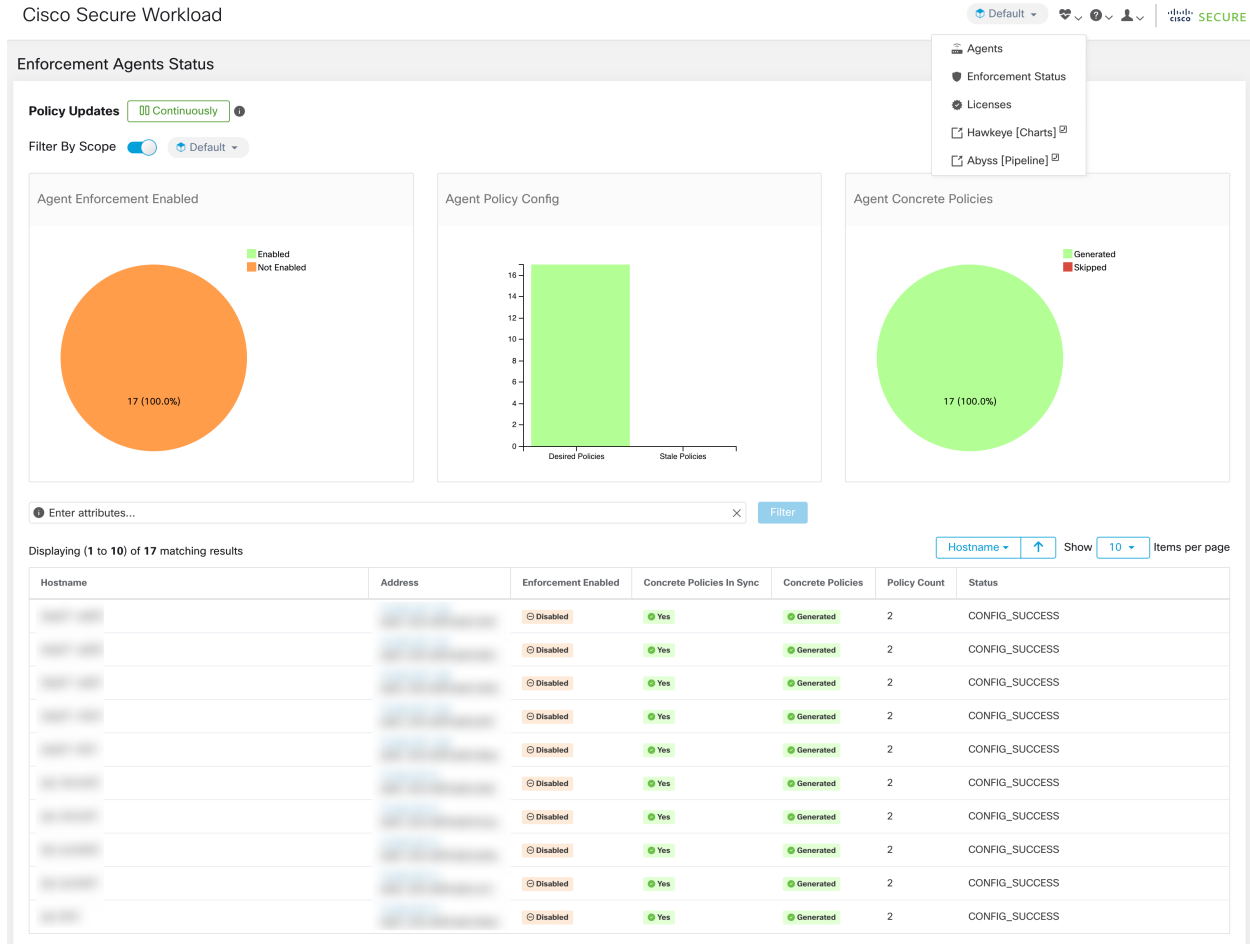 Cisco Secure Workload
Default
CISCO SECURE
Agents
Enforcement Status
Licenses
Hawkeye [Charts]
Abyss [Pipeline]
Enforcement Agents Status
Policy Updates Continuously
Filter By Scope Default
Agent Enforcement Enabled
Enabled
Not Enabled
17 (100.0%)
Agent Policy Config
16
14
12
10
8
6
4
2
0
Desired Policies Stale Policies
Agent Concrete Policies
Generated
Skipped
17 (100.0%)
Enter attributes... Filter
Displaying (1 to 10) of 17 matching results Hostname Show 10 Items per page
Hostname Address Enforcement Enabled Concrete Policies In Sync Concrete Policies Policy Count Status
Disabled Yes Generated 2 CONFIG_SUCCESS
Disabled Yes Generated 2 CONFIG_SUCCESS
Disabled Yes Generated 2 CONFIG_SUCCESS
Disabled Yes Generated 2 CONFIG_SUCCESS
Disabled Yes Generated 2 CONFIG_SUCCESS
Disabled Yes Generated 2 CONFIG_SUCCESS
Disabled Yes Generated 2 CONFIG_SUCCESS
Disabled Yes Generated 2 CONFIG_SUCCESS
Disabled Yes Generated 2 CONFIG_SUCCESS
Disabled Yes Generated 2 CONFIG_SUCCESS